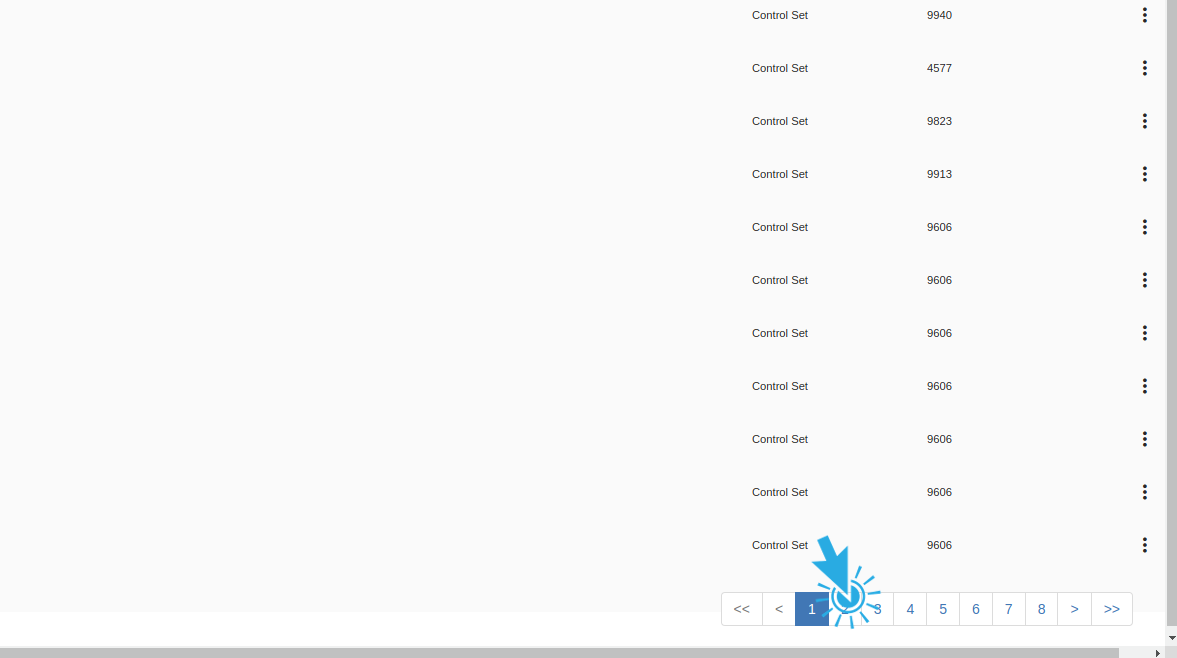 Control Set 9940
Control Set 4577
Control Set 9823
Control Set 9913
Control Set 9606
Control Set 9606
Control Set 9606
Control Set 9606
Control Set 9606
Control Set 9606
Control Set 9606
<< < 1 2 3 4 5 6 7 8 > >>